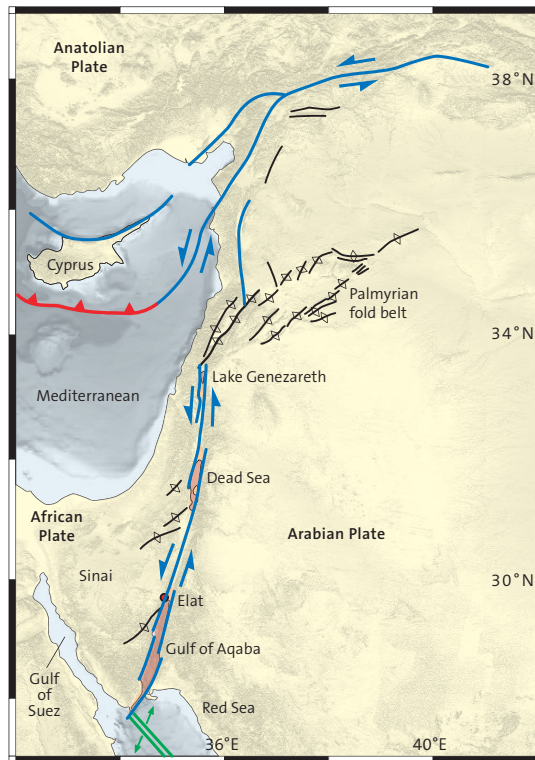 Anatolian
Plate
38°N
Cyprus
Palmyrian
fold belt
34°N
Lake Genezareth
Mediterranean
Dead Sea
African
Plate
Arabian Plate
Sinai
30°N
Elat
Gulf of Aqaba
Gulf
of
Suez
Red Sea
36°E
40°E